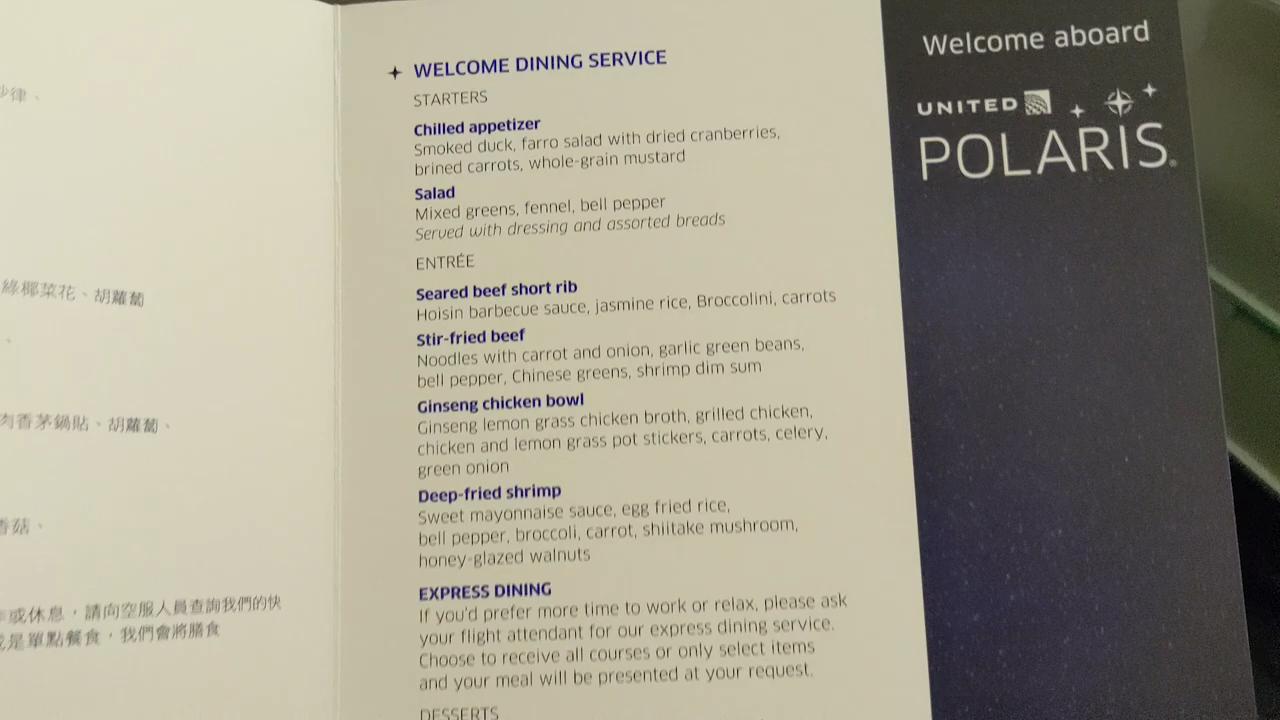 沙律、
綠椰菜花、胡蘿蔔
、
肉香茅鍋貼、胡蘿蔔、
香菇、
或休息，請向空服人員查詢我們的快
或是單點餐食，我們會將膳食
WELCOME DINING SERVICE
STARTERS
Chilled appetizer
Smoked duck, farro salad with dried cranberries,
brined carrots, whole-grain mustard
Salad
Mixed greens, fennel, bell pepper
Served with dressing and assorted breads
ENTRÉE
Seared beef short rib
Hoisin barbecue sauce, jasmine rice, Broccolini, carrots
Stir-fried beef
Noodles with carrot and onion, garlic green beans,
bell pepper, Chinese greens, shrimp dim sum
Ginseng chicken bowl
Ginseng lemon grass chicken broth, grilled chicken,
chicken and lemon grass pot stickers, carrots, celery,
green onion
Deep-fried shrimp
Sweet mayonnaise sauce, egg fried rice,
bell pepper, broccoli, carrot, shiitake mushroom,
honey-glazed walnuts
EXPRESS DINING
If you'd prefer more time to work or relax, please ask
your flight attendant for our express dining service.
Choose to receive all courses or only select items
and your meal will be presented at your request.
DESSERTS
Welcome aboard
UNITED
POLARIS®